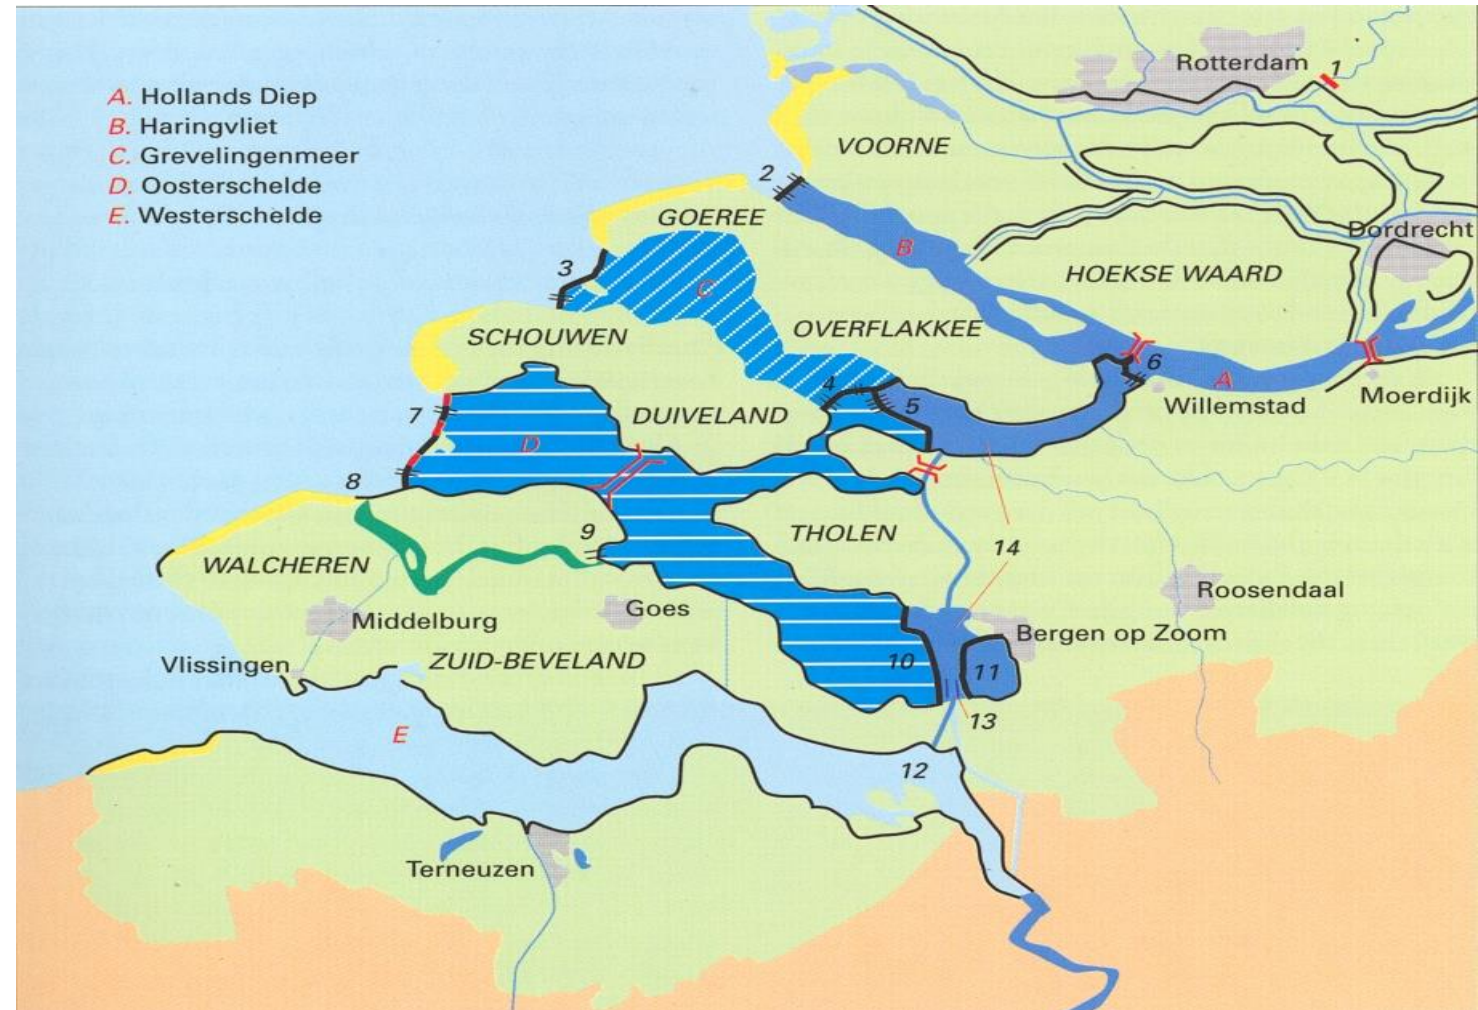 A. Hollands Diep
B. Haringvliet
C. Grevelingenmeer
D. Oosterschelde
E. Westerschelde
Rotterdam
1
VOORNE
2
GOEREE
B
Dordrecht
3
HOEKSE WAARD
C
SCHOUWEN
OVERFLAKKEE
6
A
4
Moerdijk
5
Willemstad
7
DUIVELAND
D
8
9
THOLEN
14
WALCHEREN
Roosendaal
Goes
Middelburg
Bergen op Zoom
Vlissingen
ZUID-BEVELAND
10
11
13
E
12
Terneuzen